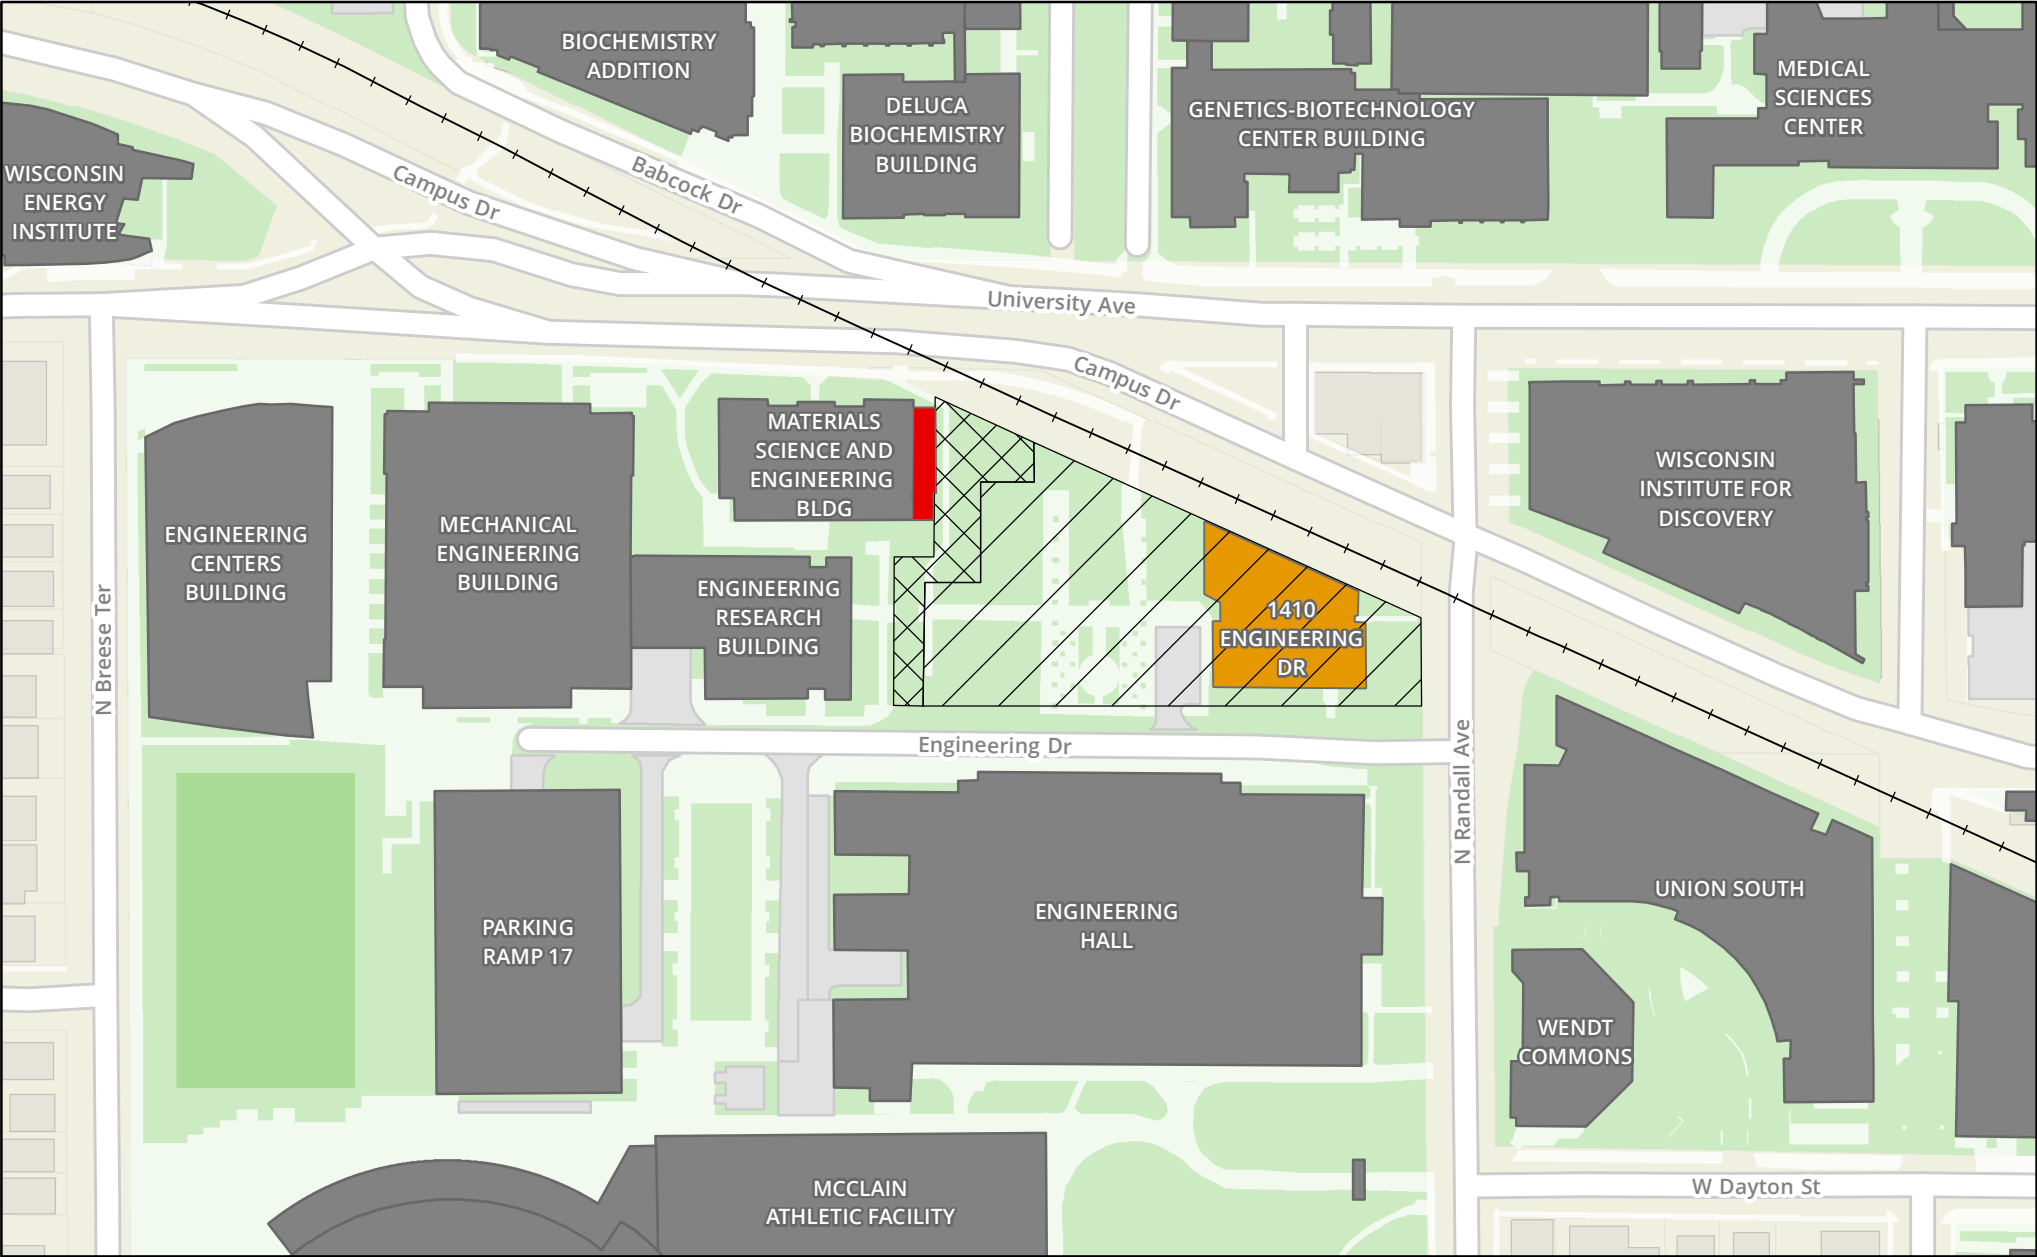 BIOCHEMISTRY
ADDITION
DELUCA
BIOCHEMISTRY
BUILDING
GENETICS-BIOTECHNOLOGY
CENTER BUILDING
MEDICAL
SCIENCES
CENTER
WISCONSIN
ENERGY
INSTITUTE
Campus Dr
Babcock Dr
University Ave
Campus Dr
MATERIALS
SCIENCE AND
ENGINEERING
BLDG
WISCONSIN
INSTITUTE FOR
DISCOVERY
ENGINEERING
CENTERS
BUILDING
MECHANICAL
ENGINEERING
BUILDING
ENGINEERING
RESEARCH
BUILDING
1410
ENGINEERING
DR
N Breese Ter
Engineering Dr
N Randall Ave
PARKING
RAMP 17
ENGINEERING
HALL
UNION SOUTH
WENDT
COMMONS
MCCLAIN
ATHLETIC FACILITY
W Dayton St